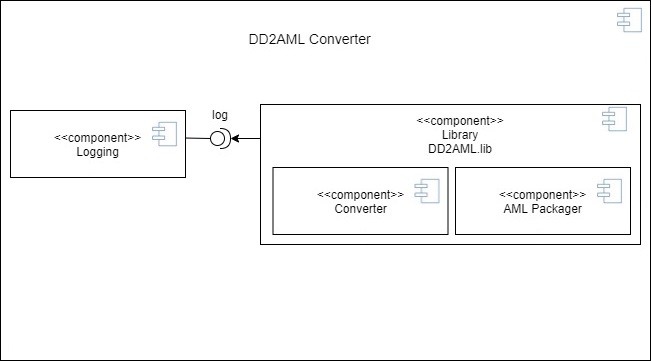 DD2AML Converter
log
<<component>>
Logging
<<component>>
Library
DD2AML.lib
<<component>>
Converter
<<component>>
AML Packager